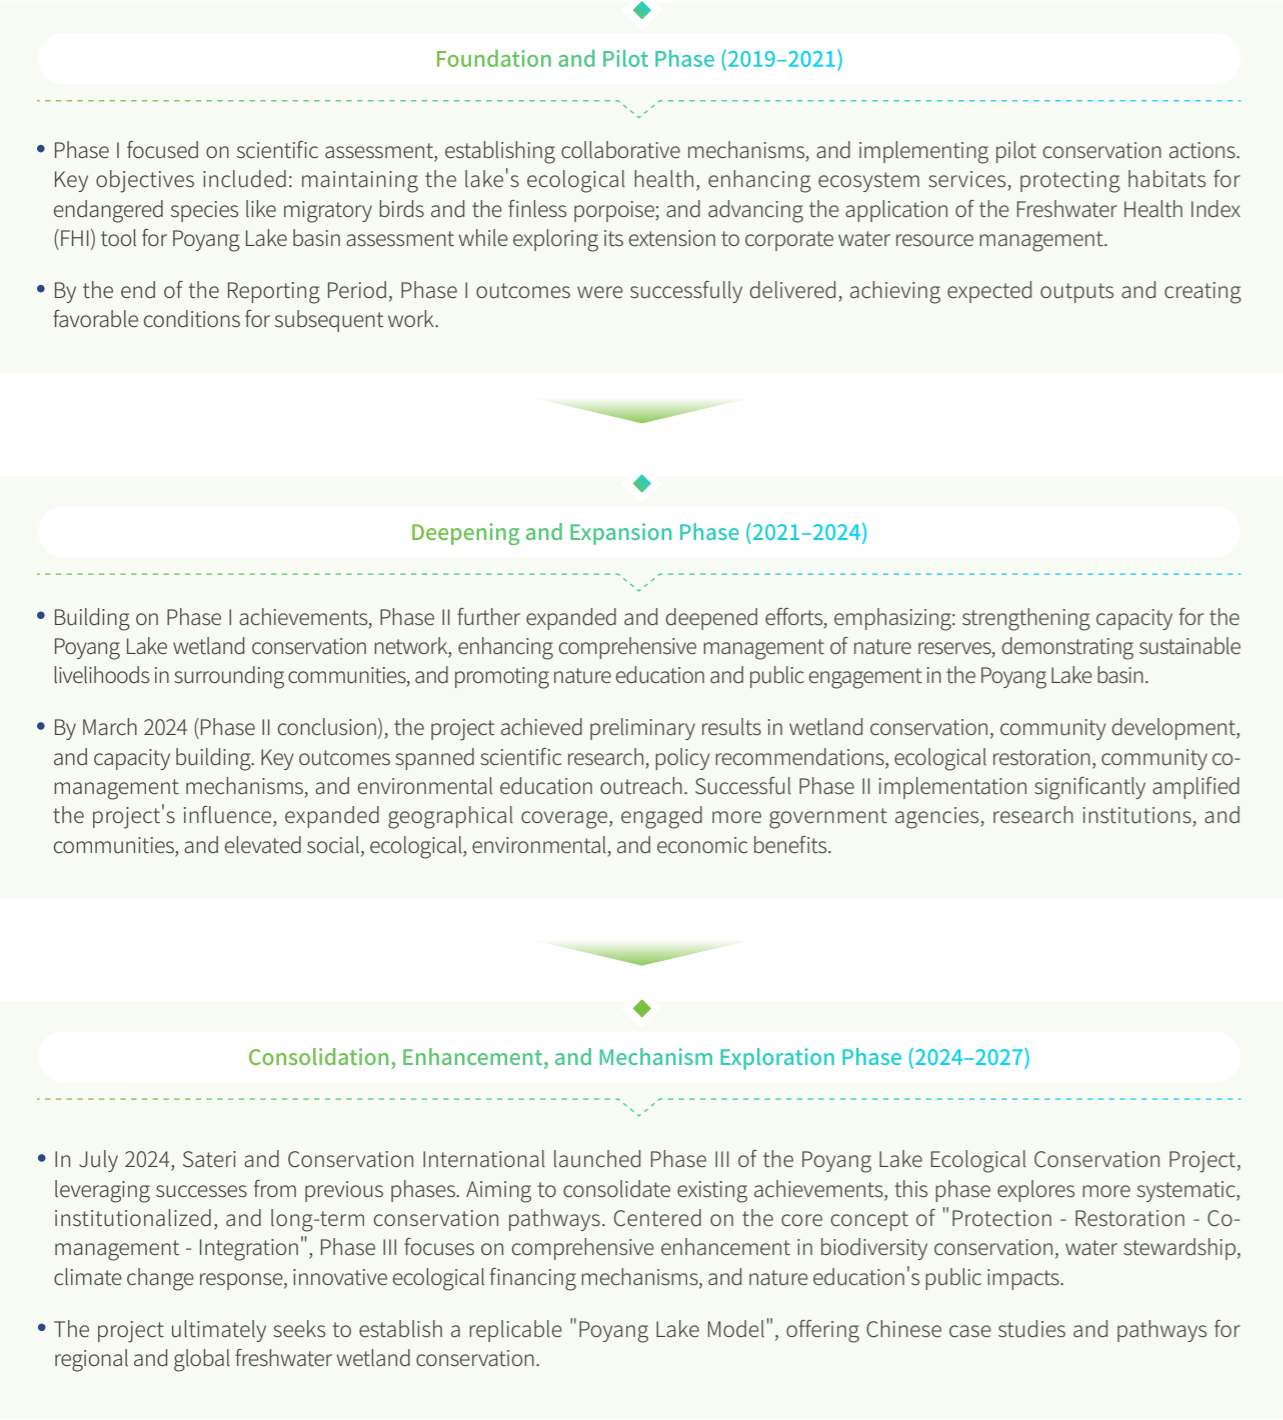 Foundation and Pilot Phase (2019–2021)
• Phase I focused on scientific assessment, establishing collaborative mechanisms, and implementing pilot conservation actions.
Key objectives included: maintaining the lake's ecological health, enhancing ecosystem services, protecting habitats for
endangered species like migratory birds and the finless porpoise; and advancing the application of the Freshwater Health Index
(FHI) tool for Poyang Lake basin assessment while exploring its extension to corporate water resource management.
• By the end of the Reporting Period, Phase I outcomes were successfully delivered, achieving expected outputs and creating
favorable conditions for subsequent work.
Deepening and Expansion Phase (2021–2024)
• Building on Phase I achievements, Phase II further expanded and deepened efforts, emphasizing: strengthening capacity for the
Poyang Lake wetland conservation network, enhancing comprehensive management of nature reserves, demonstrating sustainable
livelihoods in surrounding communities, and promoting nature education and public engagement in the Poyang Lake basin.
• By March 2024 (Phase II conclusion), the project achieved preliminary results in wetland conservation, community development,
and capacity building. Key outcomes spanned scientific research, policy recommendations, ecological restoration, community co-
management mechanisms, and environmental education outreach. Successful Phase II implementation significantly amplified
the project's influence, expanded geographical coverage, engaged more government agencies, research institutions, and
communities, and elevated social, ecological, environmental, and economic benefits.
Consolidation, Enhancement, and Mechanism Exploration Phase (2024–2027)
• In July 2024, Sateri and Conservation International launched Phase III of the Poyang Lake Ecological Conservation Project,
leveraging successes from previous phases. Aiming to consolidate existing achievements, this phase explores more systematic,
institutionalized, and long-term conservation pathways. Centered on the core concept of "Protection - Restoration - Co-
management - Integration", Phase III focuses on comprehensive enhancement in biodiversity conservation, water stewardship,
climate change response, innovative ecological financing mechanisms, and nature education's public impacts.
• The project ultimately seeks to establish a replicable "Poyang Lake Model", offering Chinese case studies and pathways for
regional and global freshwater wetland conservation.